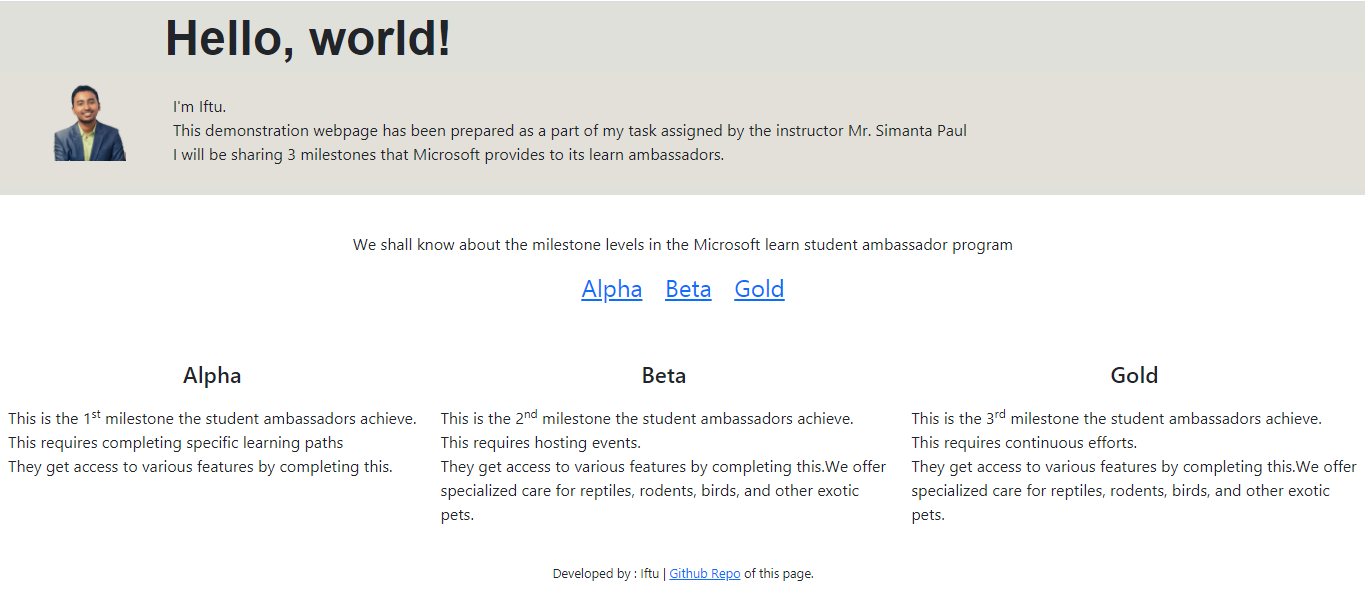 Hello, world!
I'm Iftu.
This demonstration webpage has been prepared as a part of my task assigned by the instructor Mr. Simanta Paul
I will be sharing 3 milestones that Microsoft provides to its learn ambassadors.
We shall know about the milestone levels in the Microsoft learn student ambassador program
Alpha Beta Gold
Alpha
This is the 1st milestone the student ambassadors achieve.
This requires completing specific learning paths
They get access to various features by completing this.
Beta
This is the 2nd milestone the student ambassadors achieve.
This requires hosting events.
They get access to various features by completing this.We offer
specialized care for reptiles, rodents, birds, and other exotic
pets.
Gold
This is the 3rd milestone the student ambassadors achieve.
This requires continuous efforts.
They get access to various features by completing this.We offer
specialized care for reptiles, rodents, birds, and other exotic
pets.
Developed by : Iftu | Github Repo of this page.